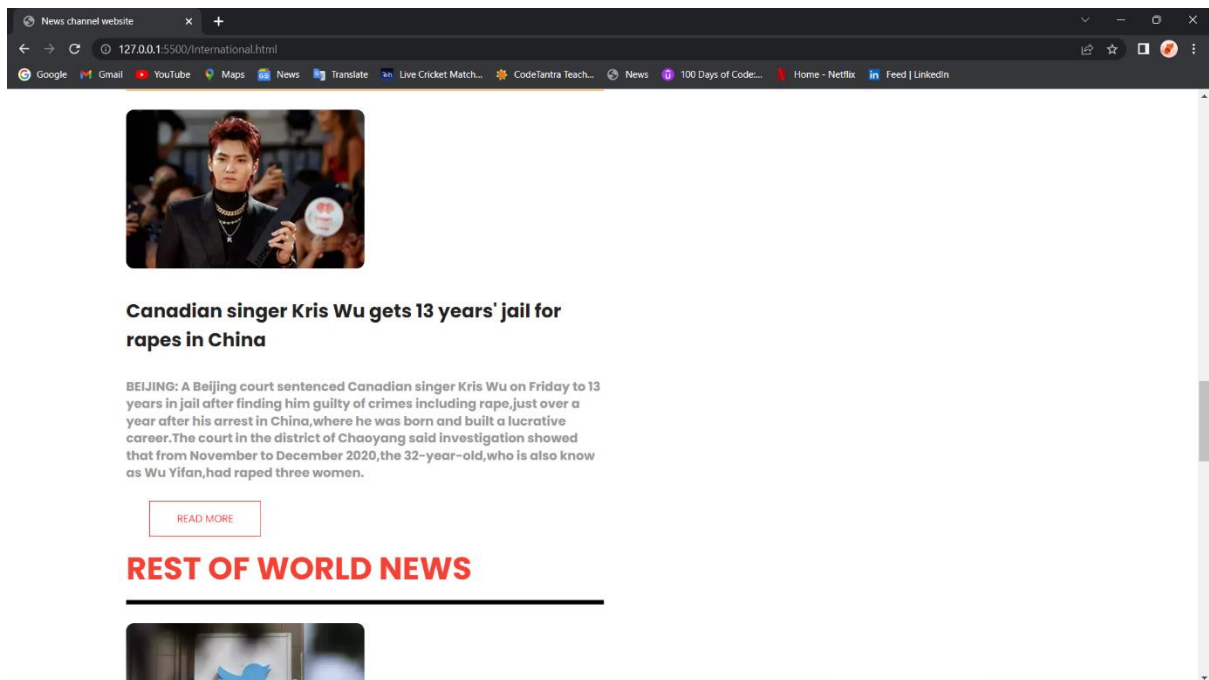 News channel website
127.0.0.1:5500/International.html
Google Gmail YouTube Maps News Translate Live Cricket Match... CodeTantra Teach... News 100 Days of Code:... Home - Netflix Feed | LinkedIn
Canadian singer Kris Wu gets 13 years' jail for
rapes in China
BEIJING: A Beijing court sentenced Canadian singer Kris Wu on Friday to 13
years in jail after finding him guilty of crimes including rape,just over a
year after his arrest in China,where he was born and built a lucrative
career.The court in the district of Chaoyang said investigation showed
that from November to December 2020,the 32-year-old,who is also know
as Wu Yifan,had raped three women.
READ MORE
REST OF WORLD NEWS